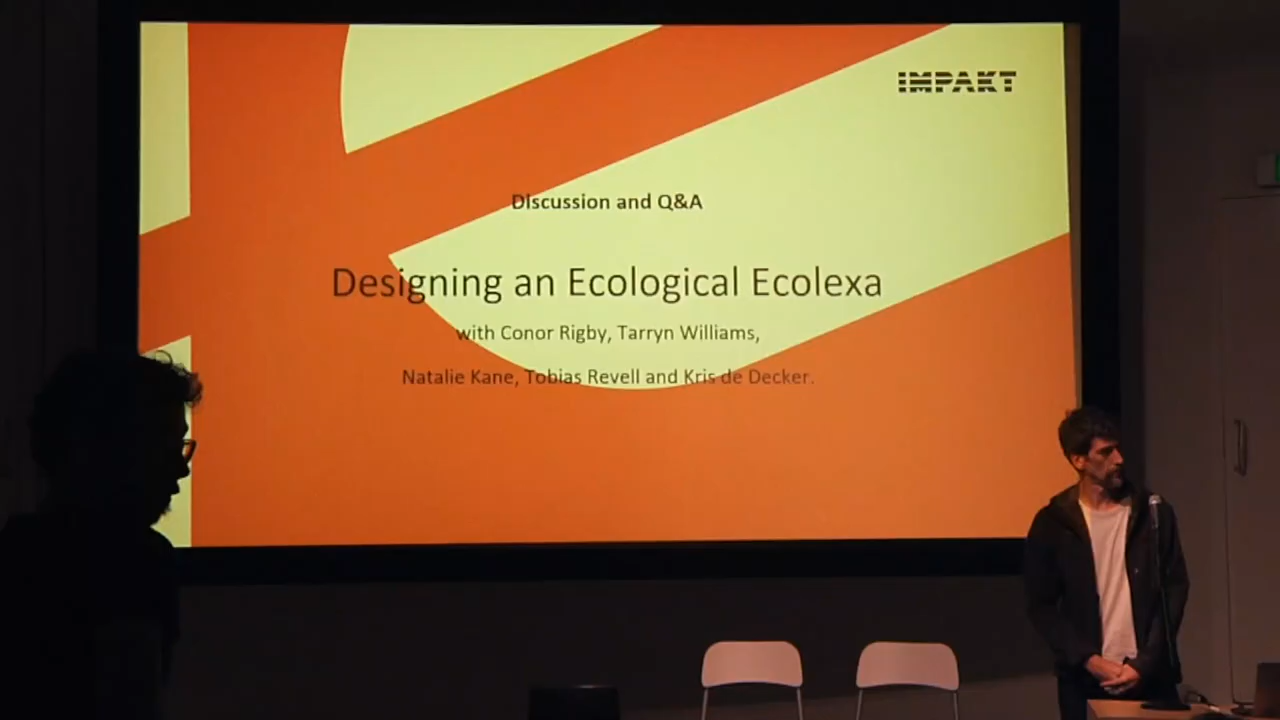 IMPAKT
Discussion and Q&A
Designing an Ecological Ecolexa
with Conor Rigby, Tarryn Williams,
Natalie Kane, Tobias Revell and Kris de Decker.